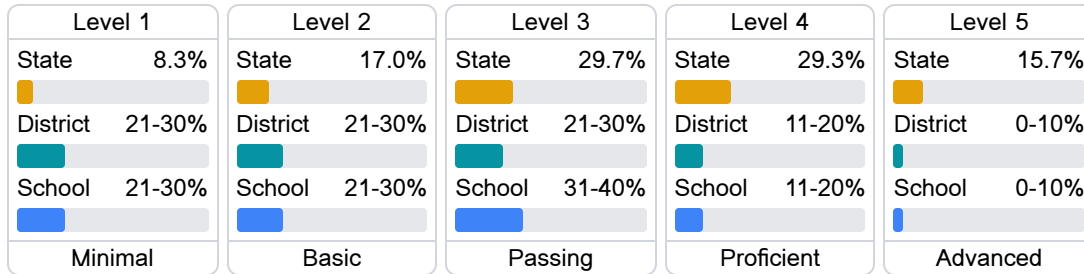 Level 1
State 8.3%
District 21-30%
School 21-30%
Minimal
Level 2
State 17.0%
District 21-30%
School 21-30%
Basic
Level 3
State 29.7%
District 21-30%
School 31-40%
Passing
Level 4
State 29.3%
District 11-20%
School 11-20%
Proficient
Level 5
State 15.7%
District 0-10%
School 0-10%
Advanced